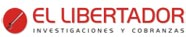 EL LIBERTADOR
INVESTIGACIONES Y COBRANZAS